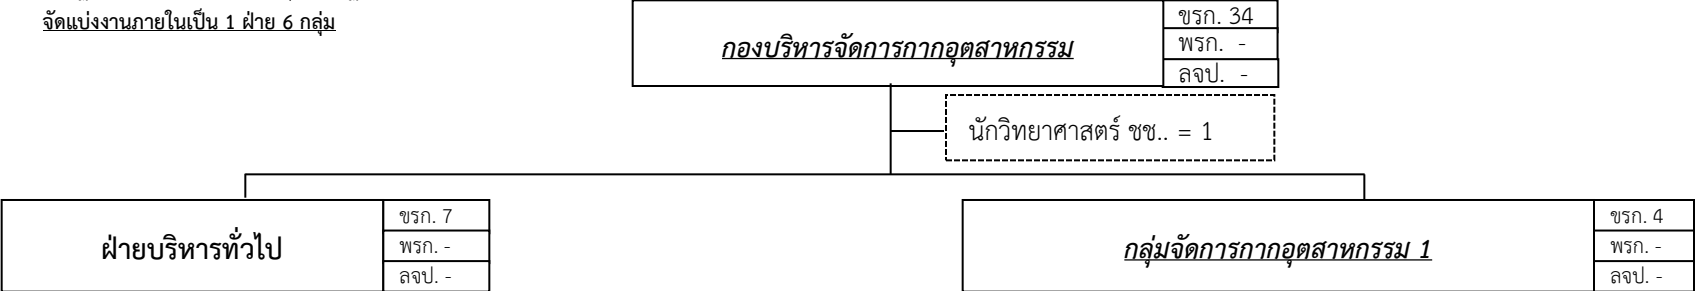 จัดแบ่งงานภายในเป็น 1 ฝ่าย 6 กลุ่ม
กองบริหารจัดการกากอุตสาหกรรม
ขรก. 34
พรก. -
ลจป. -
นักวิทยาศาสตร์ ชช.. = 1
ฝ่ายบริหารทั่วไป
ขรก. 7
พรก. -
ลจป. -
กลุ่มจัดการกากอุตสาหกรรม 1
ขรก. 4
พรก. -
ลจป. -